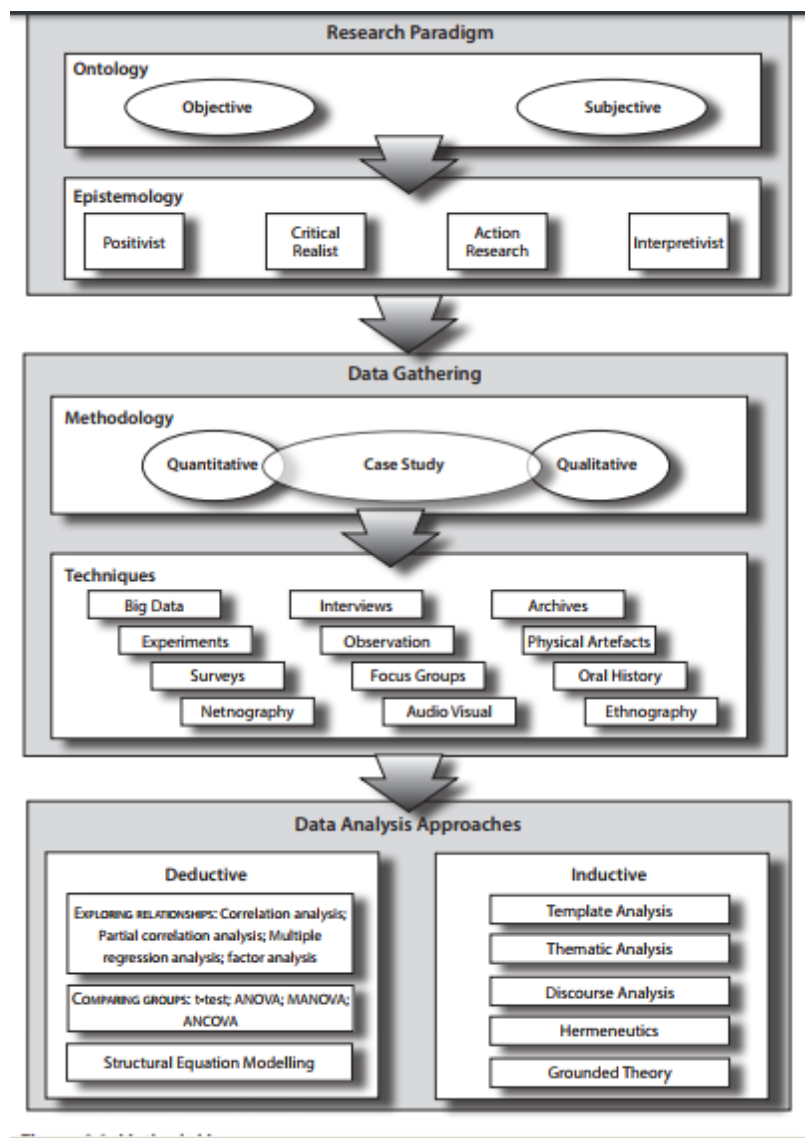 Research Paradigm
Ontology
Objective
Subjective
Epistemology
Positivist
Critical
Realist
Action
Research
Interpretivist
Data Gathering
Methodology
Quantitative
Case Study
Qualitative
Techniques
Big Data
Interviews
Archives
Experiments
Observation
Physical Artefacts
Surveys
Focus Groups
Oral History
Netnography
Audio Visual
Ethnography
Data Analysis Approaches
Deductive
EXPLORING RELATIONSHIPS: Correlation analysis;
Partial correlation analysis; Multiple
regression analysis; factor analysis
COMPARING GROUPS: t-test; ANOVA; MANOVA;
ANCOVA
Structural Equation Modelling
Inductive
Template Analysis
Thematic Analysis
Discourse Analysis
Hermeneutics
Grounded Theory